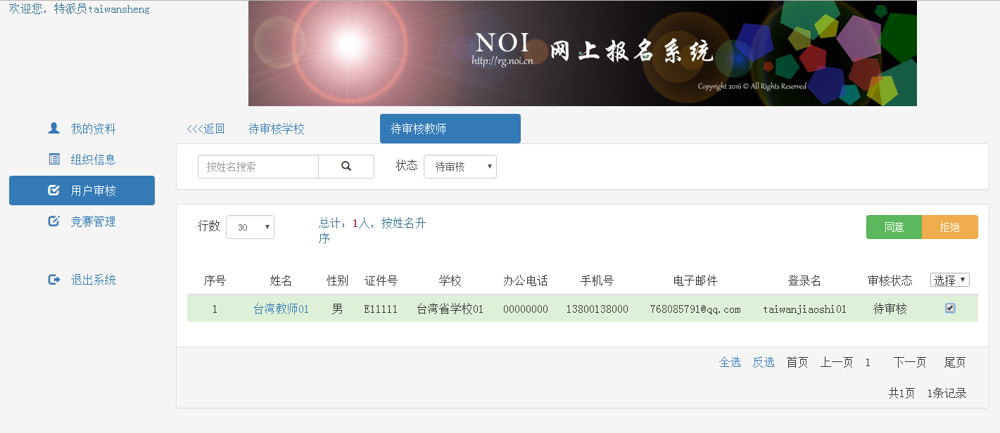 欢迎您，特派员taiwansheng
NOI 网上报名系统
http://rg.noi.cn
Copyright 2016 © All Rights Reserved
我的资料
组织信息
用户审核
竞赛管理
退出系统
<<<返回 待审核学校 待审核教师
按姓名搜索 状态 待审核
行数 30 总计：1人，按姓名升
序
同意 拒绝
序号 姓名 性别 证件号 学校 办公电话 手机号 电子邮件 登录名 审核状态 选择
1 台湾教师01 男 E11111 台湾省学校01 00000000 13800138000 768085791@qq.com taiwanjiaoshi01 待审核
全选 反选 首页 上一页 1 下一页 尾页
共1页 1条记录